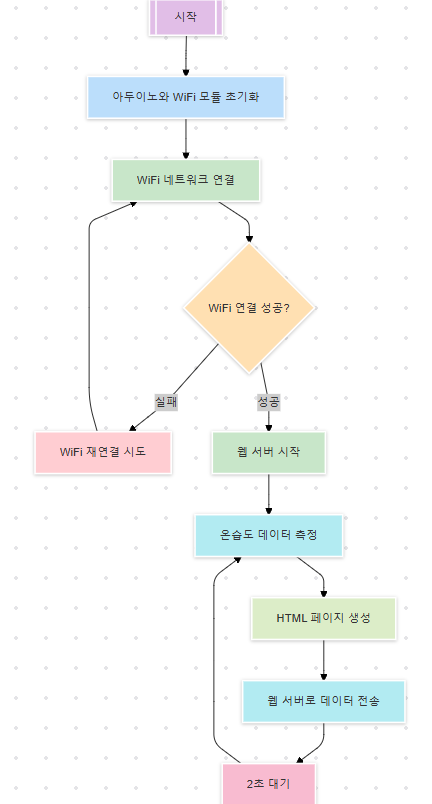 시작
아두이노와 WiFi 모듈 초기화
WiFi 네트워크 연결
WiFi 연결 성공?
실패
성공
WiFi 재연결 시도
웹 서버 시작
온습도 데이터 측정
HTML 페이지 생성
웹 서버로 데이터 전송
2초 대기